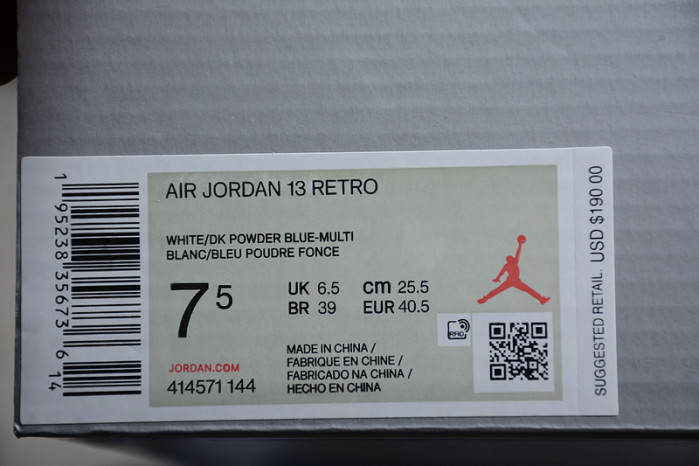 AIR JORDAN 13 RETRO
WHITE/DK POWDER BLUE-MULTI
BLANC/BLEU POUDRE FONCE
7 5
UK 6.5 cm 25.5
BR 39 EUR 40.5
JORDAN.COM
414571 144
MADE IN CHINA /
FABRIQUE EN CHINE /
FABRICADO NA CHINA /
HECHO EN CHINA
RFID
1 95238 35673 6 14
SUGGESTED RETAIL USD $190 00